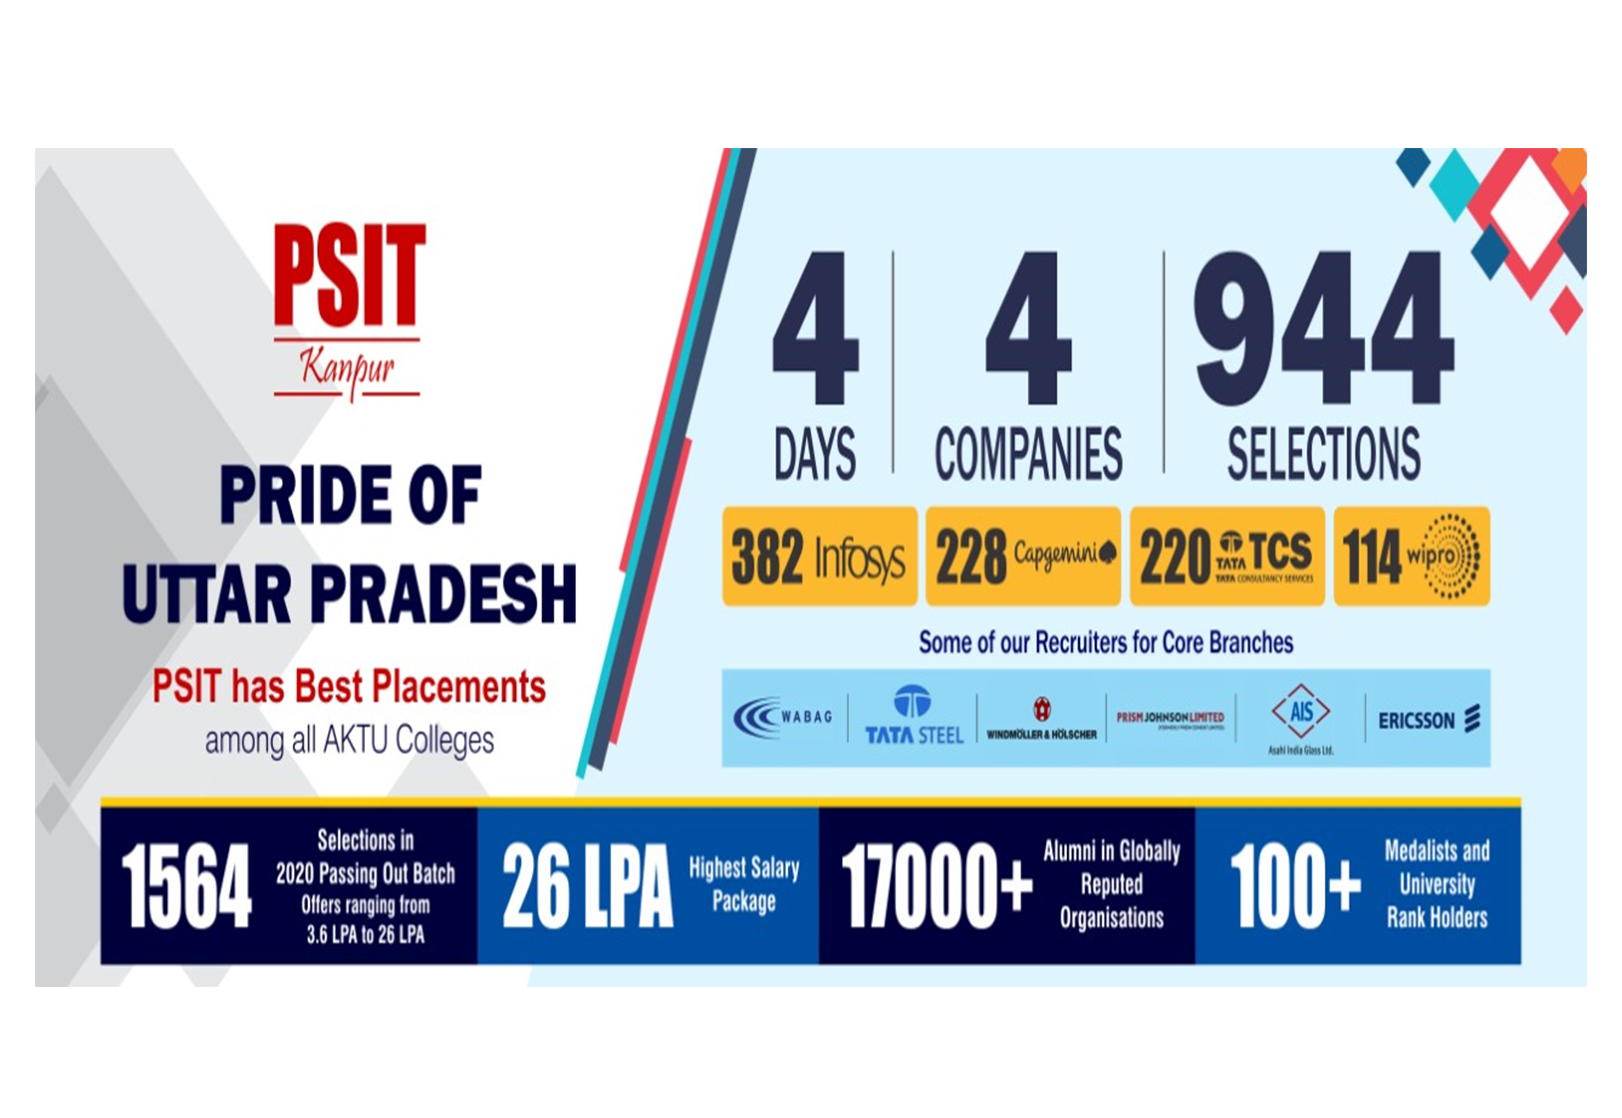 PSIT
Kanpur
PRIDE OF
UTTAR PRADESH
PSIT has Best Placements
among all AKTU Colleges
4
DAYS
4
COMPANIES
944
SELECTIONS
382 Infosys
228 Capgemini
220 TATA TCS
TATA CONSULTANCY SERVICES
114 wipro
Some of our Recruiters for Core Branches
WABAG
TATA STEEL
WINDMÖLLER & HÖLSCHER
PRISM JOHNSON LIMITED
AIS
Asahi India Glass Ltd.
ERICSSON
1564
Selections in
2020 Passing Out Batch
Offers ranging from
3.6 LPA to 26 LPA
26 LPA
Highest Salary
Package
17000+
Alumni in Globally
Reputed
Organisations
100+
Medalists and
University
Rank Holders